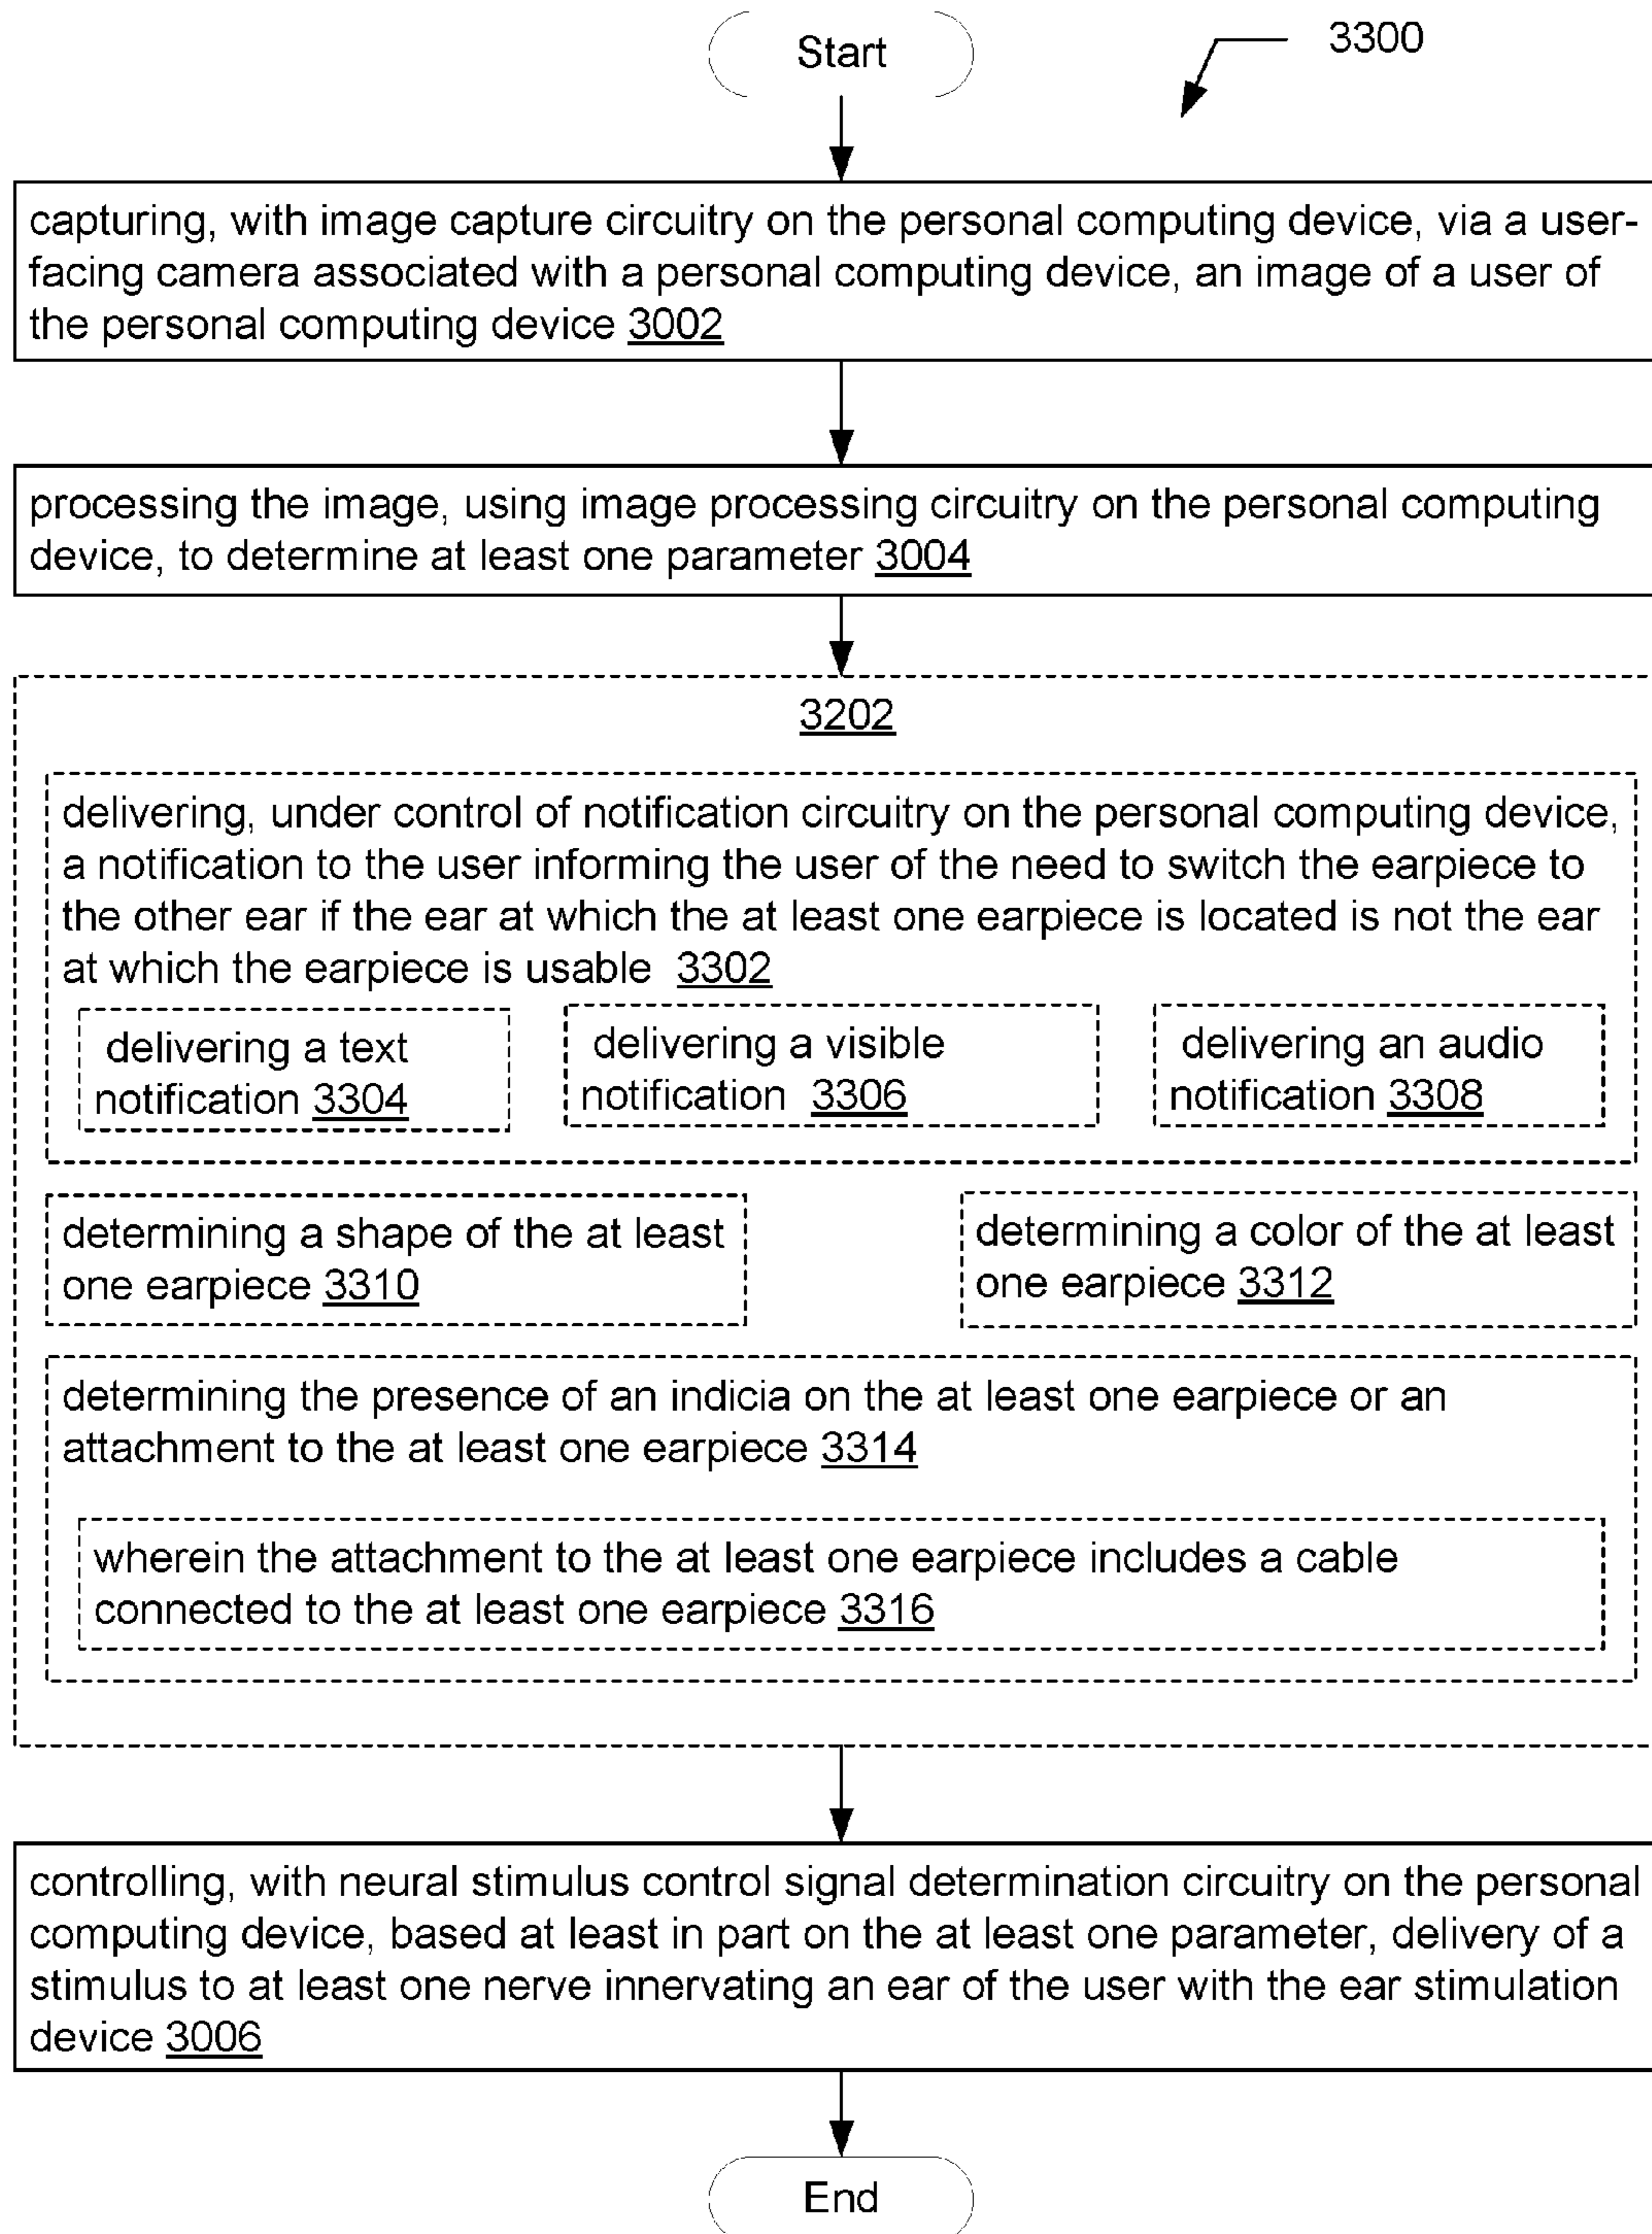 Start
3300
capturing, with image capture circuitry on the personal computing device, via a user-
facing camera associated with a personal computing device, an image of a user of
the personal computing device 3002
processing the image, using image processing circuitry on the personal computing
device, to determine at least one parameter 3004
3202
delivering, under control of notification circuitry on the personal computing device,
a notification to the user informing the user of the need to switch the earpiece to
the other ear if the ear at which the at least one earpiece is located is not the ear
at which the earpiece is usable 3302
delivering a text
notification 3304
delivering a visible
notification 3306
delivering an audio
notification 3308
determining a shape of the at least
one earpiece 3310
determining a color of the at least
one earpiece 3312
determining the presence of an indicia on the at least one earpiece or an
attachment to the at least one earpiece 3314
wherein the attachment to the at least one earpiece includes a cable
connected to the at least one earpiece 3316
controlling, with neural stimulus control signal determination circuitry on the personal
computing device, based at least in part on the at least one parameter, delivery of a
stimulus to at least one nerve innervating an ear of the user with the ear stimulation
device 3006
End